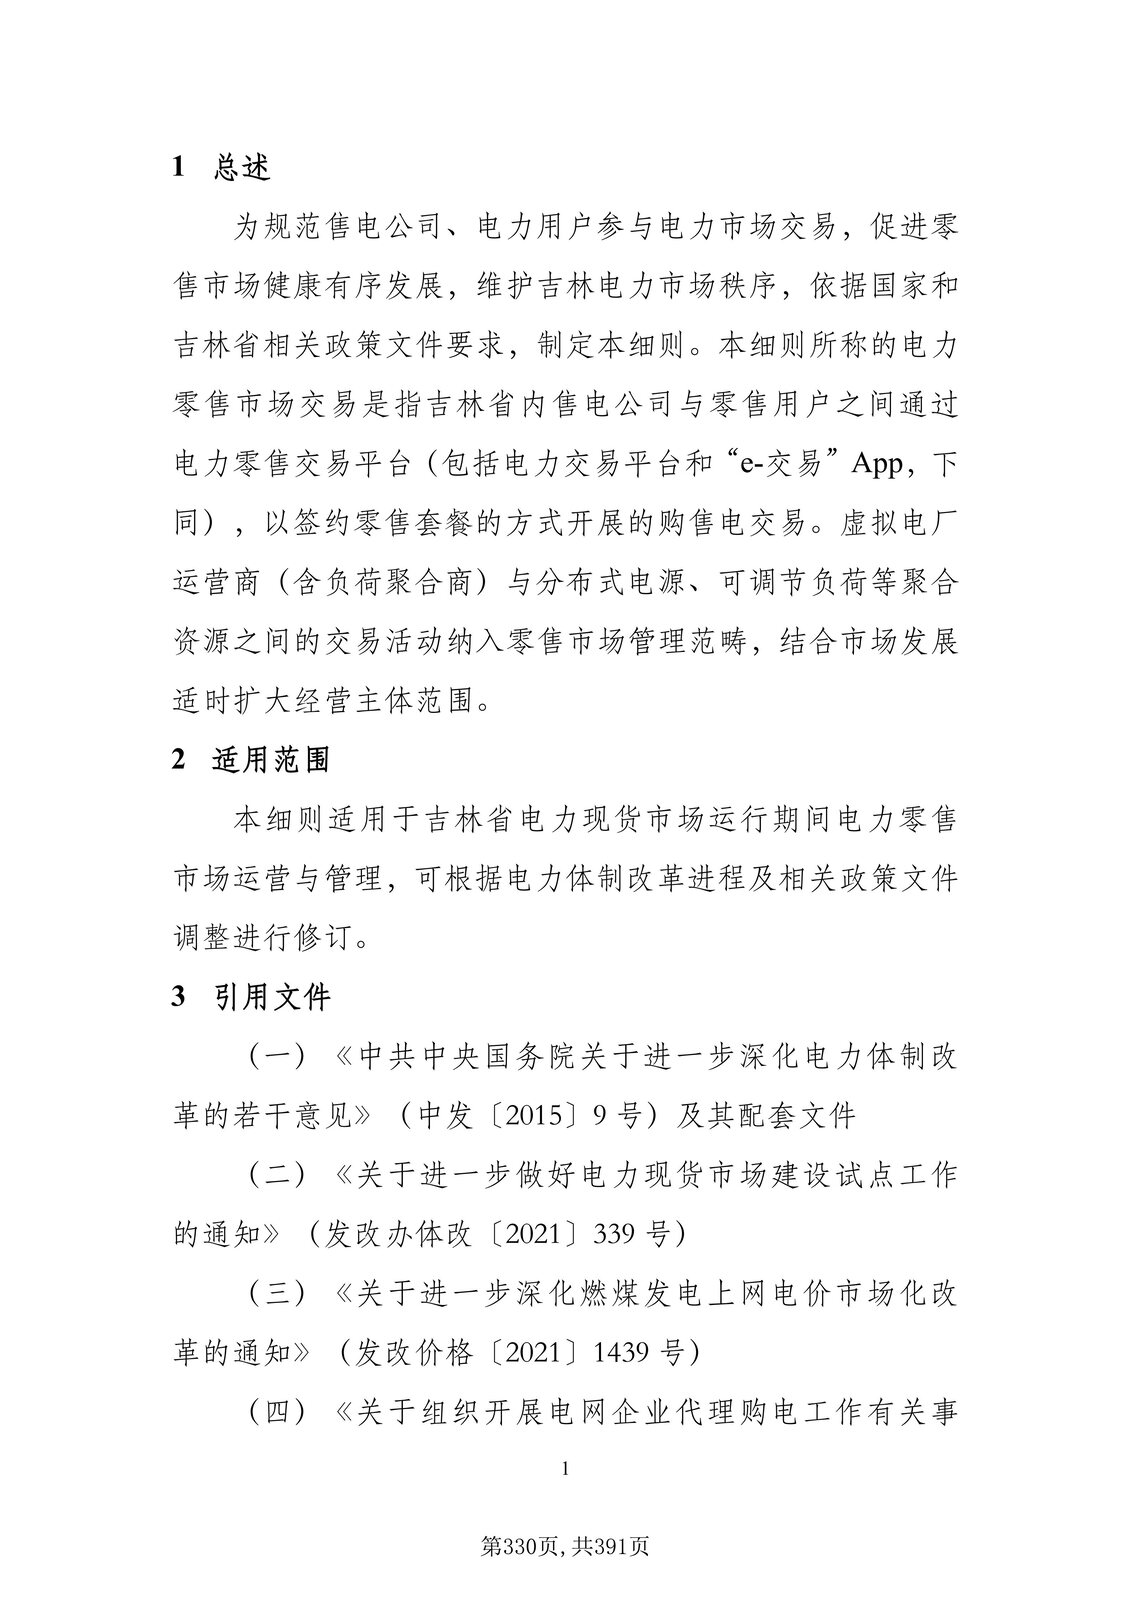 1 总述
为规范售电公司、电力用户参与电力市场交易，促进零
售市场健康有序发展，维护吉林电力市场秩序，依据国家和
吉林省相关政策文件要求，制定本细则。本细则所称的电力
零售市场交易是指吉林省内售电公司与零售用户之间通过
电力零售交易平台（包括电力交易平台和“e-交易”App，下
同），以签约零售套餐的方式开展的购售电交易。虚拟电厂
运营商（含负荷聚合商）与分布式电源、可调节负荷等聚合
资源之间的交易活动纳入零售市场管理范畴，结合市场发展
适时扩大经营主体范围。
2 适用范围
本细则适用于吉林省电力现货市场运行期间电力零售
市场运营与管理，可根据电力体制改革进程及相关政策文件
调整进行修订。
3 引用文件
（一）《中共中央国务院关于进一步深化电力体制改
革的若干意见》（中发〔2015〕9 号）及其配套文件
（二）《关于进一步做好电力现货市场建设试点工作
的通知》（发改办体改〔2021〕339 号）
（三）《关于进一步深化燃煤发电上网电价市场化改
革的通知》（发改价格〔2021〕1439 号）
（四）《关于组织开展电网企业代理购电工作有关事
1
第330页,共391页